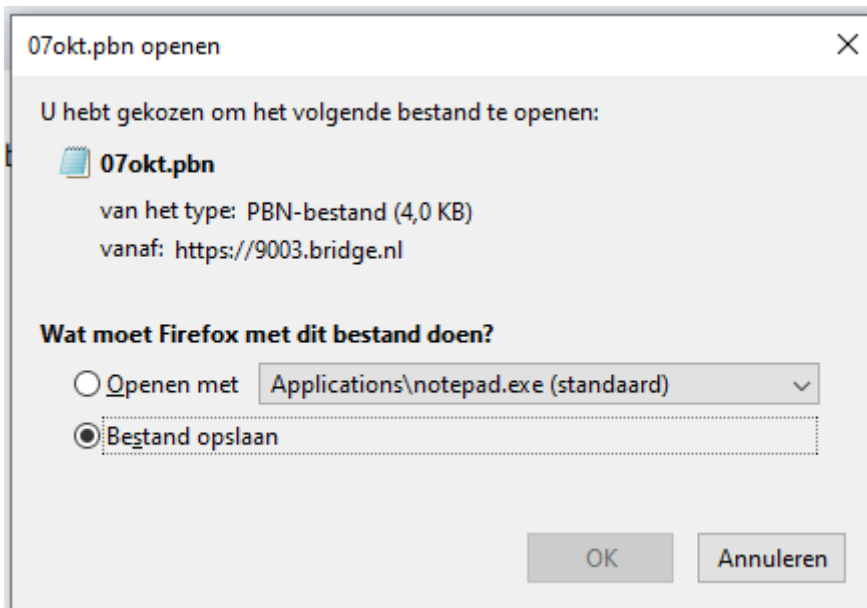 07okt.pbn openen
U hebt gekozen om het volgende bestand te openen:
07okt.pbn
van het type: PBN-bestand (4,0 KB)
vanaf: https://9003.bridge.nl
Wat moet Firefox met dit bestand doen?
Openen met Applications\notepad.exe (standaard)
Bestand opslaan
OK Annuleren